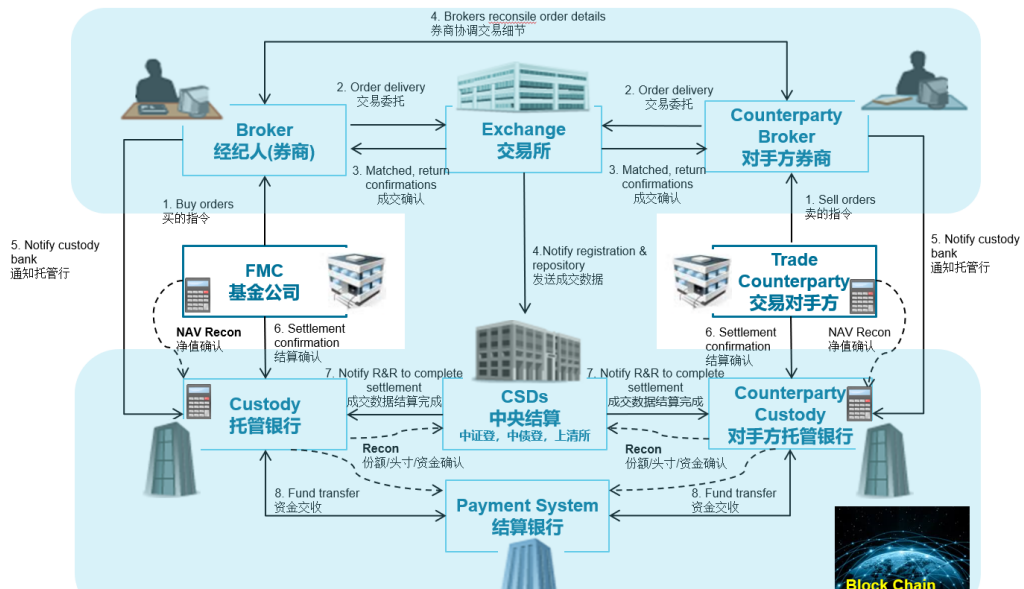 4. Brokers reconsile order details
券商协调交易细节
2. Order delivery
交易委托
2. Order delivery
交易委托
Broker
经纪人(券商)
Exchange
交易所
Counterparty
Broker
对手方券商
3. Matched, return
confirmations
成交确认
3. Matched, return
confirmations
成交确认
1. Buy orders
买的指令
1. Sell orders
卖的指令
5. Notify custody
bank
通知托管行
5. Notify custody
bank
通知托管行
4.Notify registration &
repository
发送成交数据
FMC
基金公司
Trade
Counterparty
交易对手方
NAV Recon
净值确认
6. Settlement
confirmation
结算确认
6. Settlement
confirmation
结算确认
NAV Recon
净值确认
7. Notify R&R to complete
settlement
成交数据结算完成
7. Notify R&R to complete
settlement
成交数据结算完成
Custody
托管银行
CSDs
中央结算
中证登，中债登，上清所
Counterparty
Custody
对手方托管银行
Recon
份额/头寸/资金确认
Recon
份额/头寸/资金确认
8. Fund transfer
资金交收
8. Fund transfer
资金交收
Payment System
结算银行
Block Chain